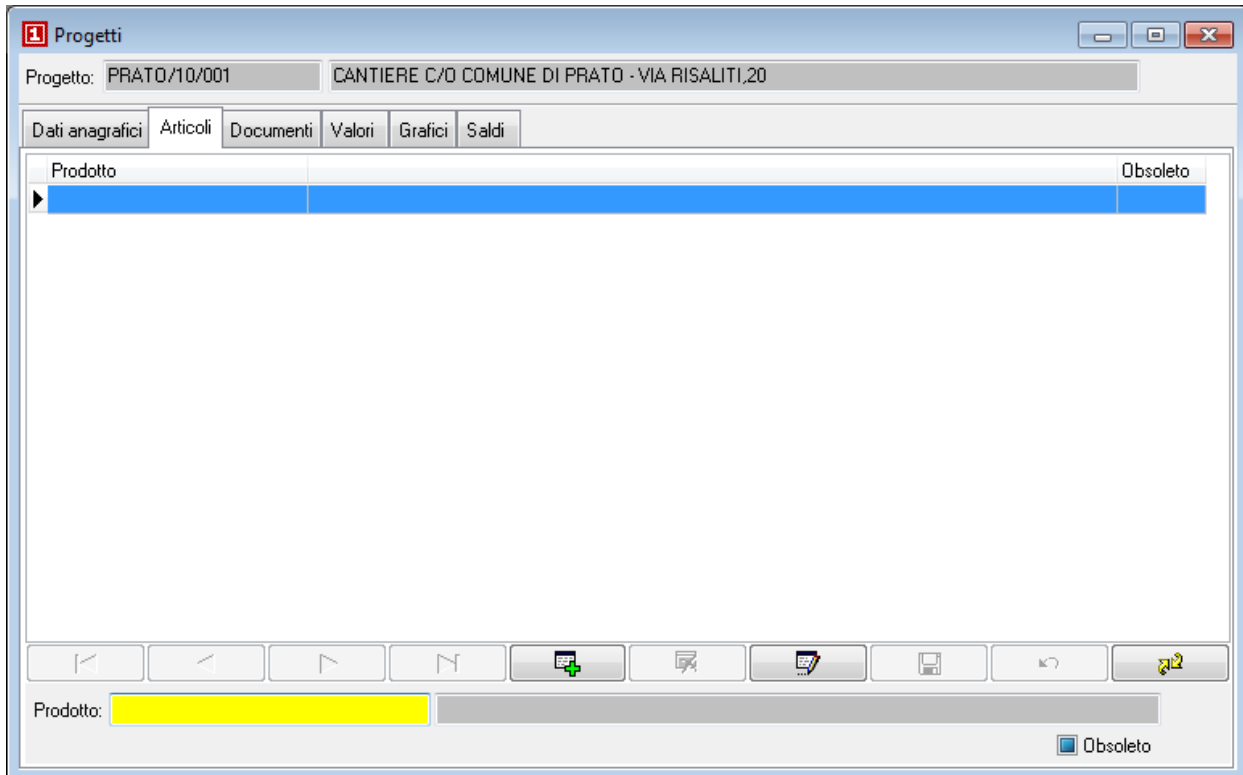 1 Progetti
Progetto: PRATO/10/001 CANTIERE C/O COMUNE DI PRATO - VIA RISALITI,20
Dati anagrafici Articoli Documenti Valori Grafici Saldi
Prodotto Obsoleto
Prodotto:
Obsoleto